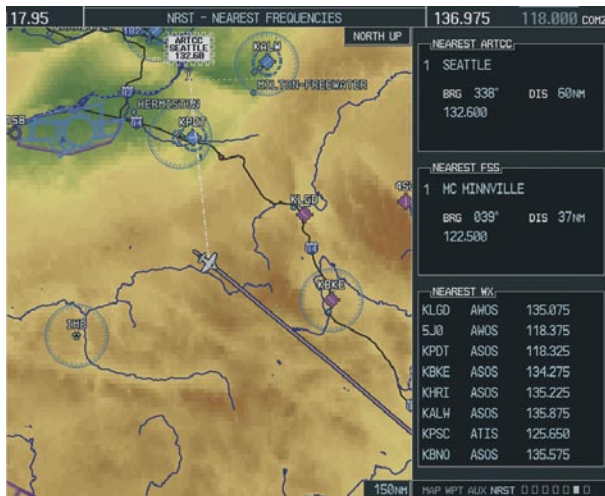 17.95
NRST - NEAREST FREQUENCIES
136.975
118.000 COM2
NORTH UP
ARTCC
SEATTLE
132.60
KALW
MILTON-FREEWATER
HERMISTON
82
84
KPDT
KLGD
84
KBKE
IMB
150NM
NEAREST ARTCC
1 SEATTLE
BRG 338° DIS 60NM
132.600
NEAREST FSS
1 MC MINNVILLE
BRG 039° DIS 37NM
122.500
NEAREST WX
KLGD AWOS 135.075
5J0 AWOS 118.375
KPDT ASOS 118.325
KBKE ASOS 134.275
KHRI ASOS 135.225
KALW ASOS 135.875
KPSC ATIS 125.650
KBNO ASOS 135.575
MAP WPT AUX NRST